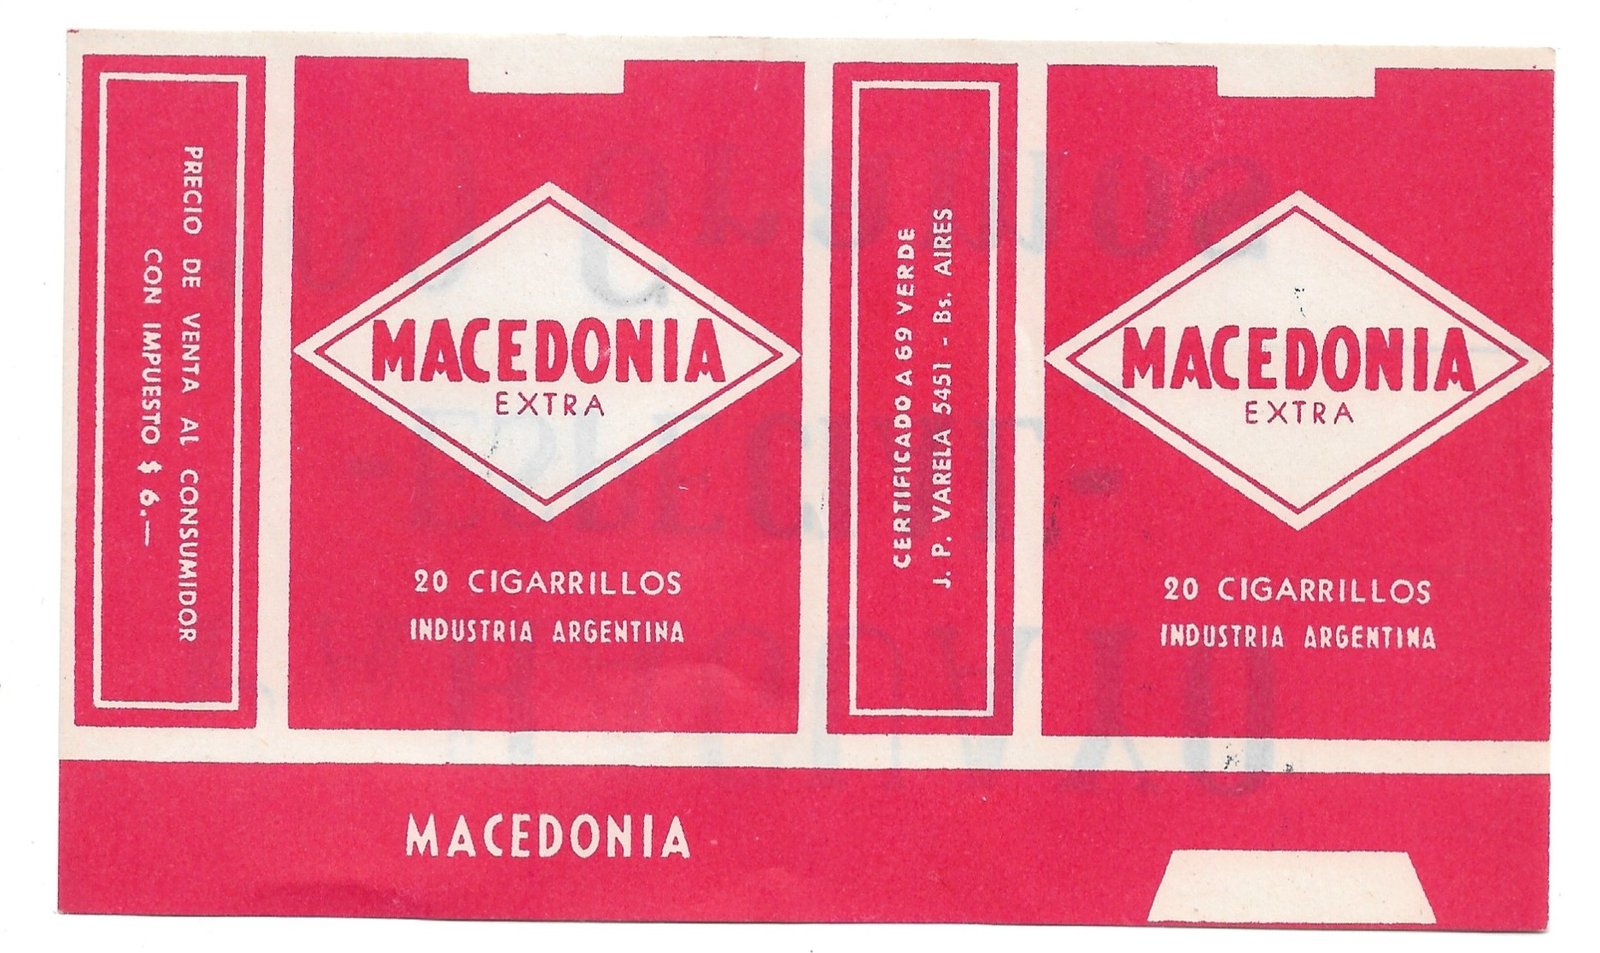 PRECIO DE VENTA AL CONSUMIDOR
CON IMPUESTO $ 6.—
MACEDONIA
EXTRA
20 CIGARRILLOS
INDUSTRIA ARGENTINA
CERTIFICADO A 69 VERDE
J. P. VARELA 5451 - Bs. AIRES
MACEDONIA
EXTRA
20 CIGARRILLOS
INDUSTRIA ARGENTINA
MACEDONIA